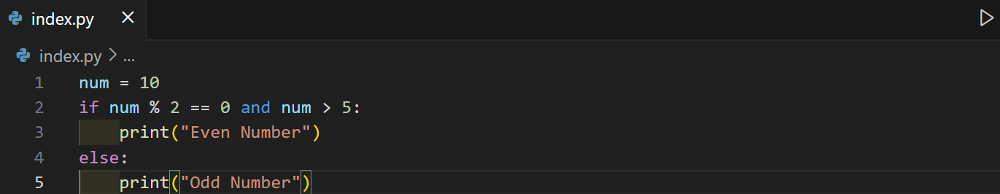 index.py
index.py > ...
1 num = 10
2 if num % 2 == 0 and num > 5:
3     print("Even Number")
4 else:
5     print("Odd Number")